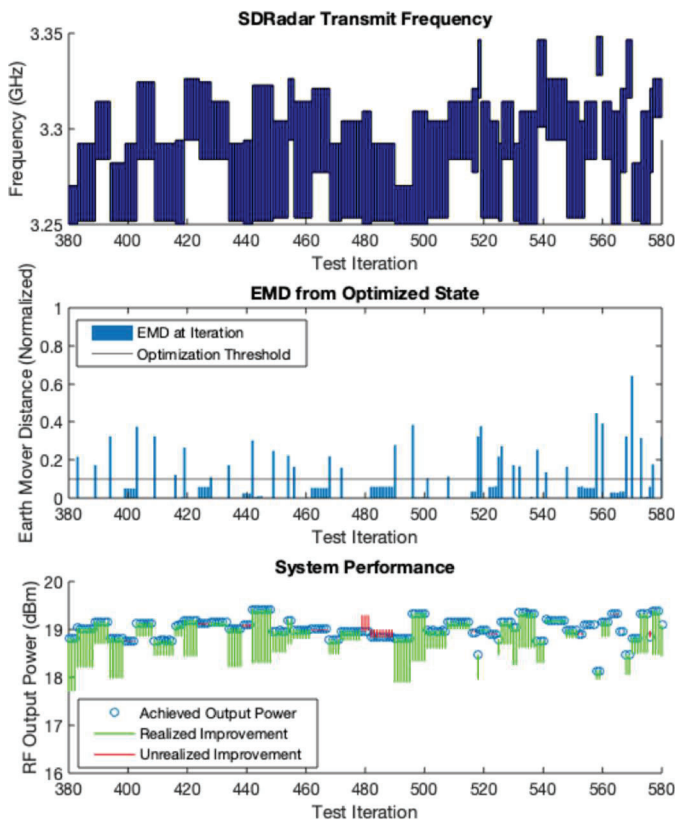 SDRadar Transmit Frequency
3.35
3.3
3.25
Frequency (GHz)
380 400 420 440 460 480 500 520 540 560 580
Test Iteration
EMD from Optimized State
1
0.8
0.6
0.4
0.2
0
Earth Mover Distance (Normalized)
EMD at Iteration
Optimization Threshold
380 400 420 440 460 480 500 520 540 560 580
Test Iteration
System Performance
20
19
18
17
16
RF Output Power (dBm)
Achieved Output Power
Realized Improvement
Unrealized Improvement
380 400 420 440 460 480 500 520 540 560 580
Test Iteration